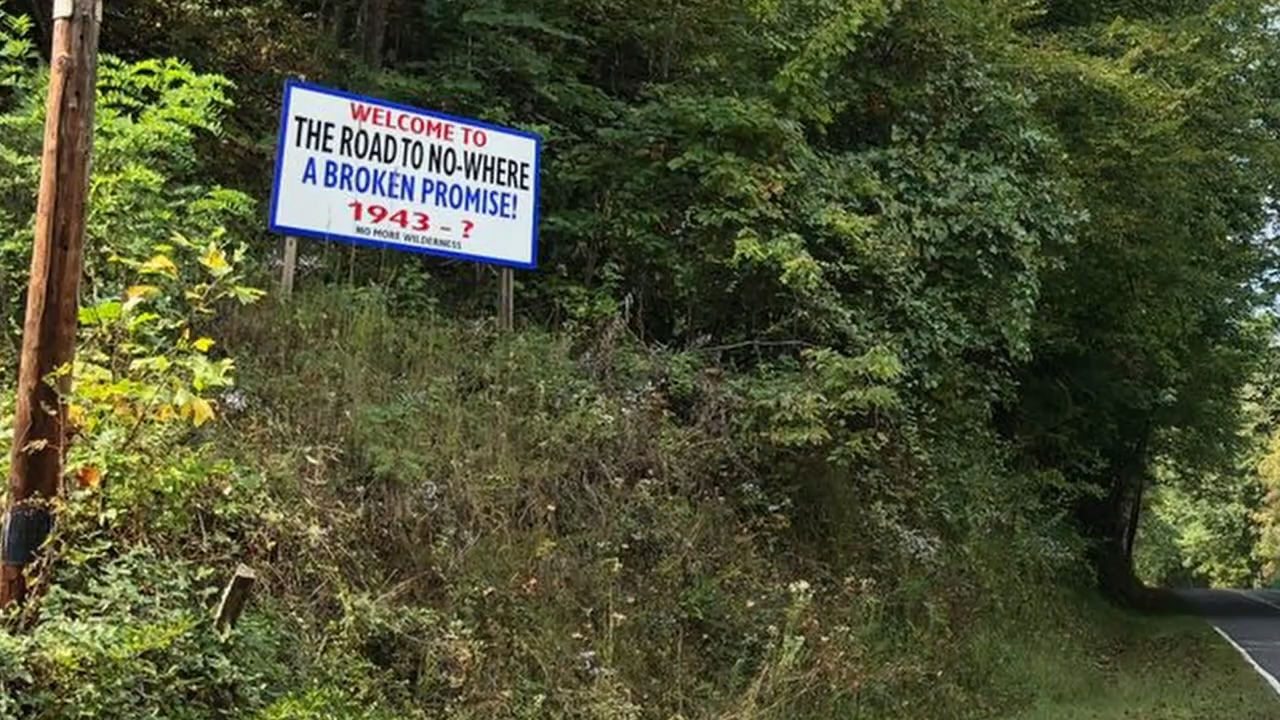 WELCOME TO
THE ROAD TO NO-WHERE
A BROKEN PROMISE!
1943 - ?
NO MORE WILDERNESS